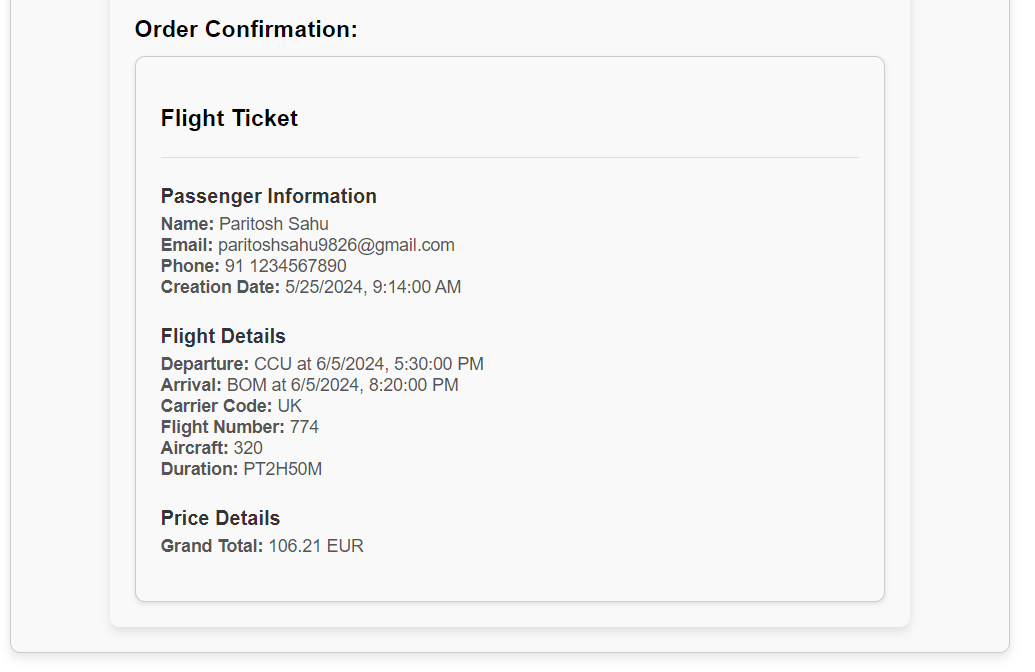 Order Confirmation:
Flight Ticket
Passenger Information
Name: Paritosh Sahu
Email: paritoshsahu9826@gmail.com
Phone: 91 1234567890
Creation Date: 5/25/2024, 9:14:00 AM
Flight Details
Departure: CCU at 6/5/2024, 5:30:00 PM
Arrival: BOM at 6/5/2024, 8:20:00 PM
Carrier Code: UK
Flight Number: 774
Aircraft: 320
Duration: PT2H50M
Price Details
Grand Total: 106.21 EUR